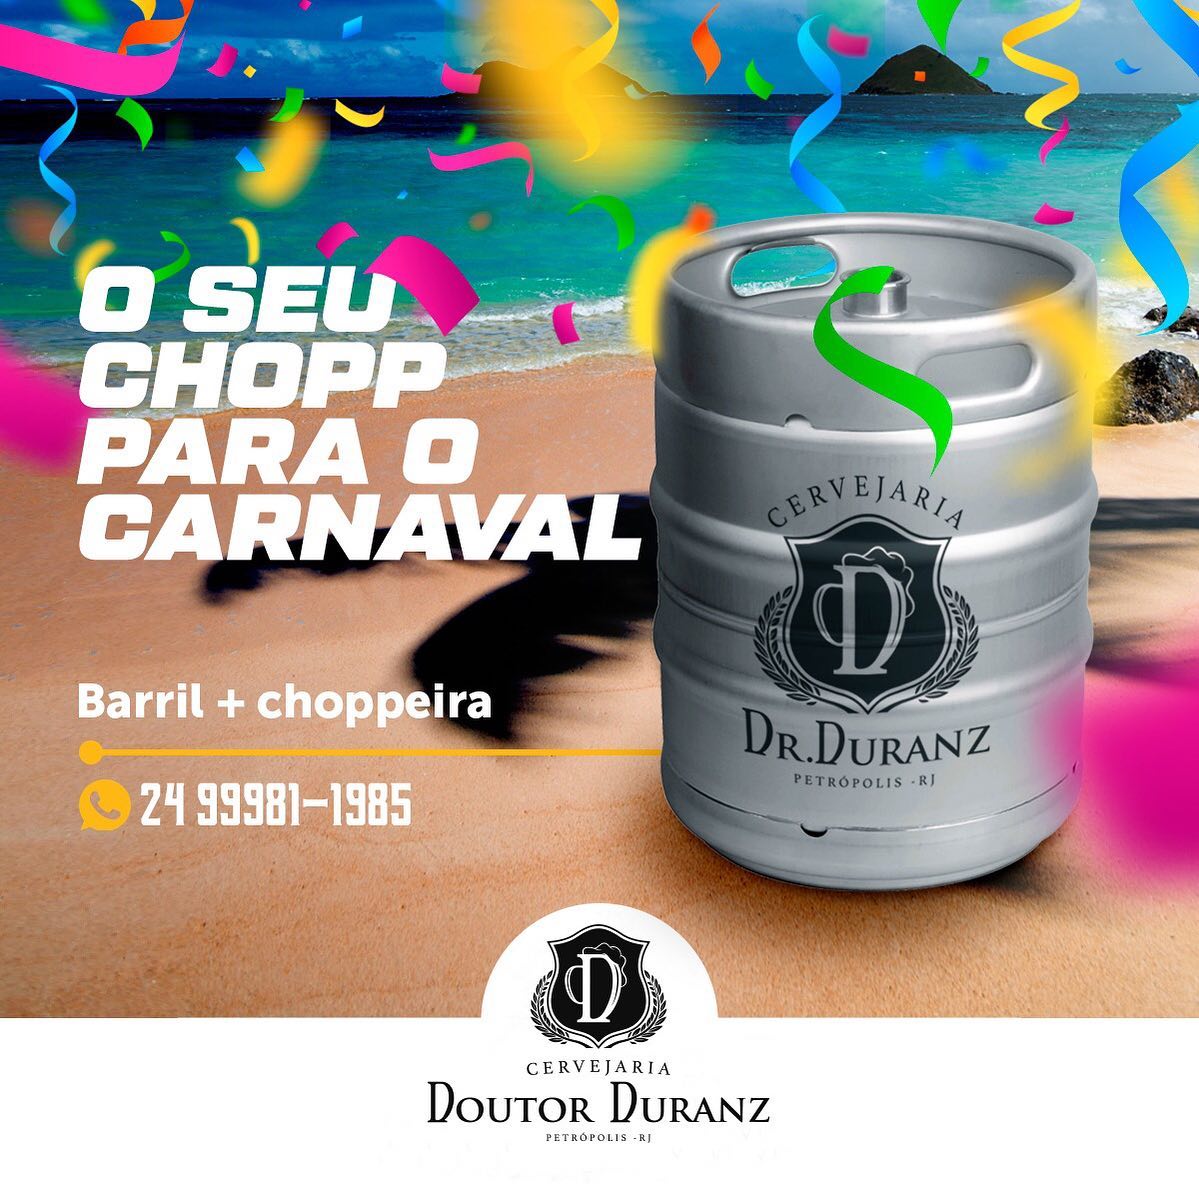 O SEU
CHOPP
PARA O
CARNAVAL
Barril + choppeira
24 99981-1985
CERVEJARIA
D
DR.DURANZ
PETRÓPOLIS -RJ
D
CERVEJARIA
DOUTOR DURANZ
PETRÓPOLIS -RJ